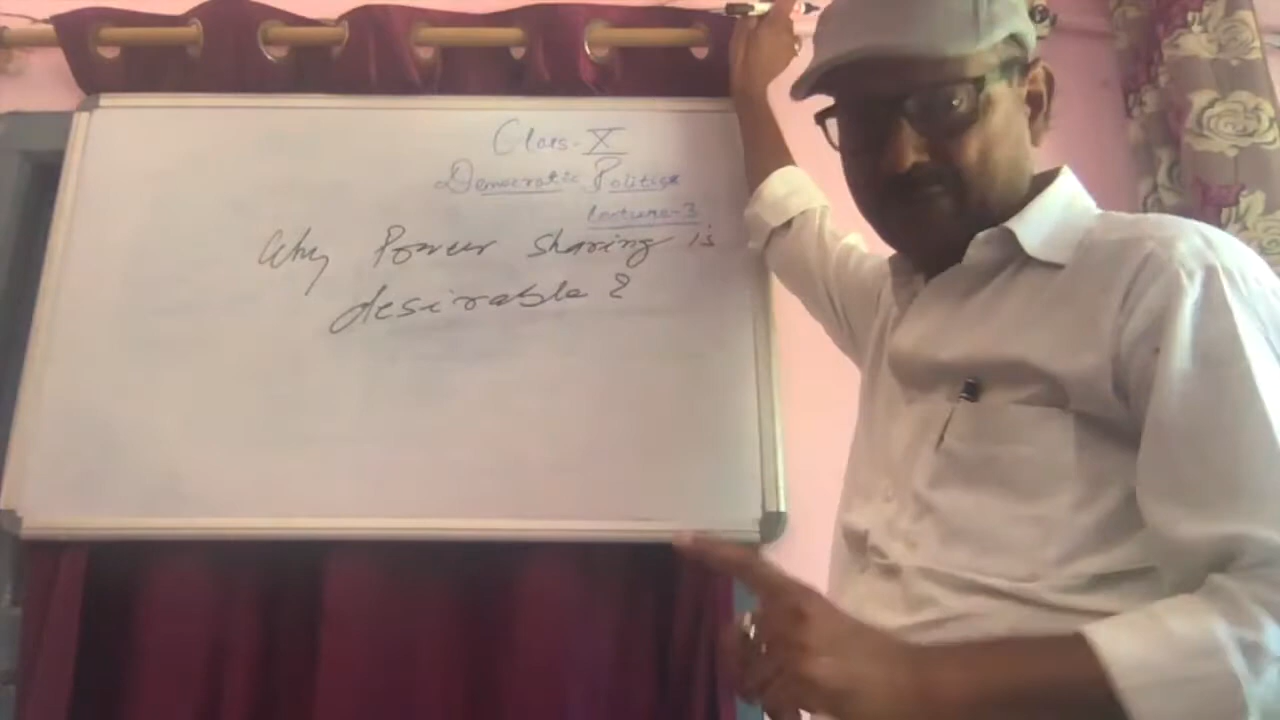 Class-X
Democratic Politics
Lecture-3
Why Power sharing is
desirable?